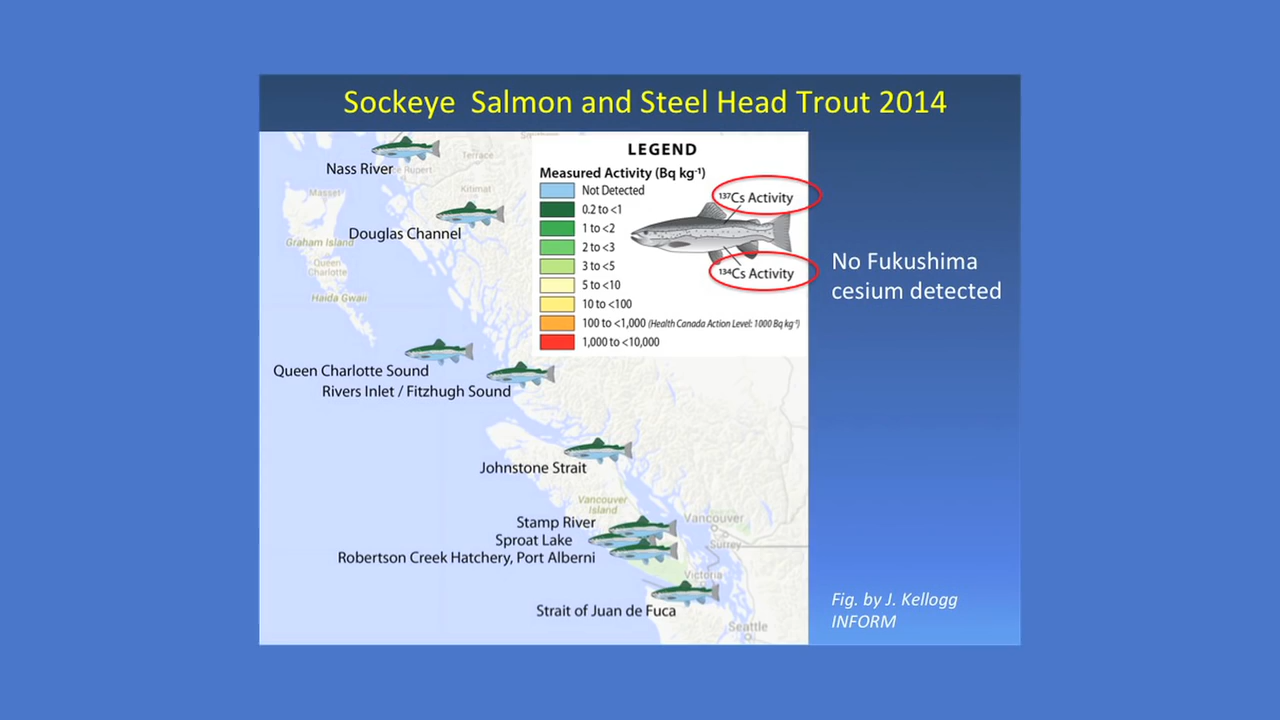 Sockeye  Salmon and Steel Head Trout 2014
Nass River
ce Rupert
Terrace
Kitimat
Masset
Douglas Channel
Graham Island
Queen
Charlotte
Haida Gwaii
LEGEND
Measured Activity (Bq kg⁻¹)
Not Detected
0.2 to <1
1 to <2
2 to <3
3 to <5
5 to <10
10 to <100
100 to <1,000 (Health Canada Action Level: 1000 Bq kg⁻¹)
1,000 to <10,000
¹³⁷Cs Activity
¹³⁴Cs Activity
No Fukushima
cesium detected
Queen Charlotte Sound
Rivers Inlet / Fitzhugh Sound
Johnstone Strait
Vancouver
Island
Stamp River
Sproat Lake
Robertson Creek Hatchery, Port Alberni
Vancouver
Surrey
Victoria
Strait of Juan de Fuca
Seattle
Fig. by J. Kellogg
INFORM